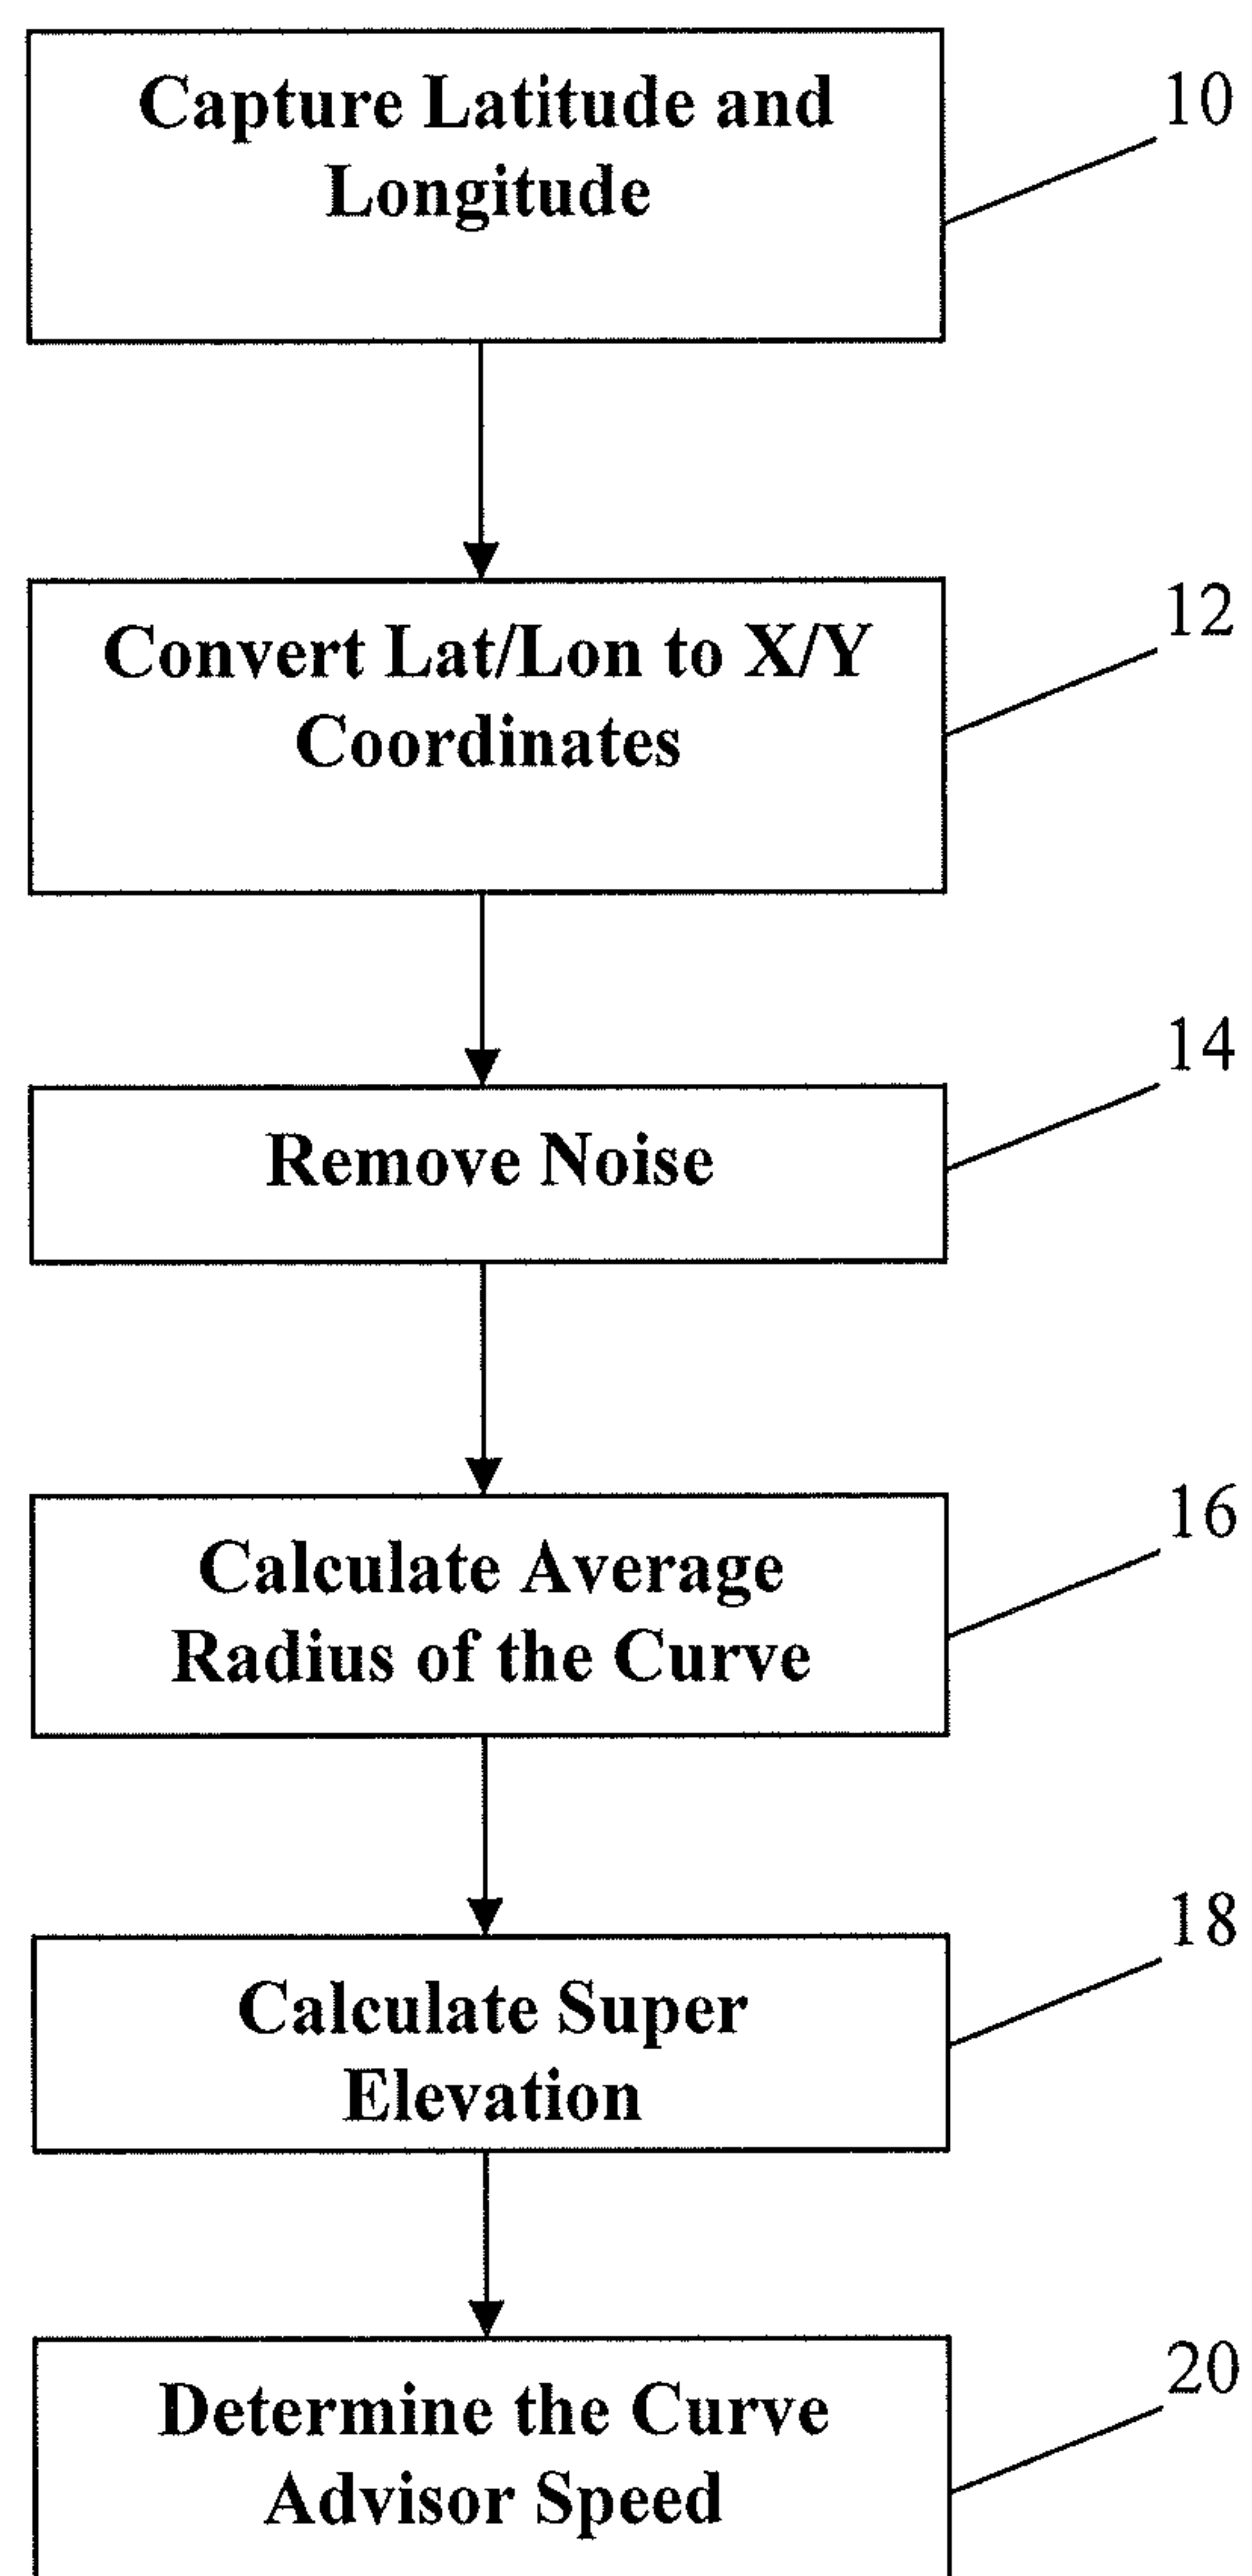 Capture Latitude and
Longitude
10
Convert Lat/Lon to X/Y
Coordinates
12
Remove Noise
14
Calculate Average
Radius of the Curve
16
Calculate Super
Elevation
18
Determine the Curve
Advisor Speed
20